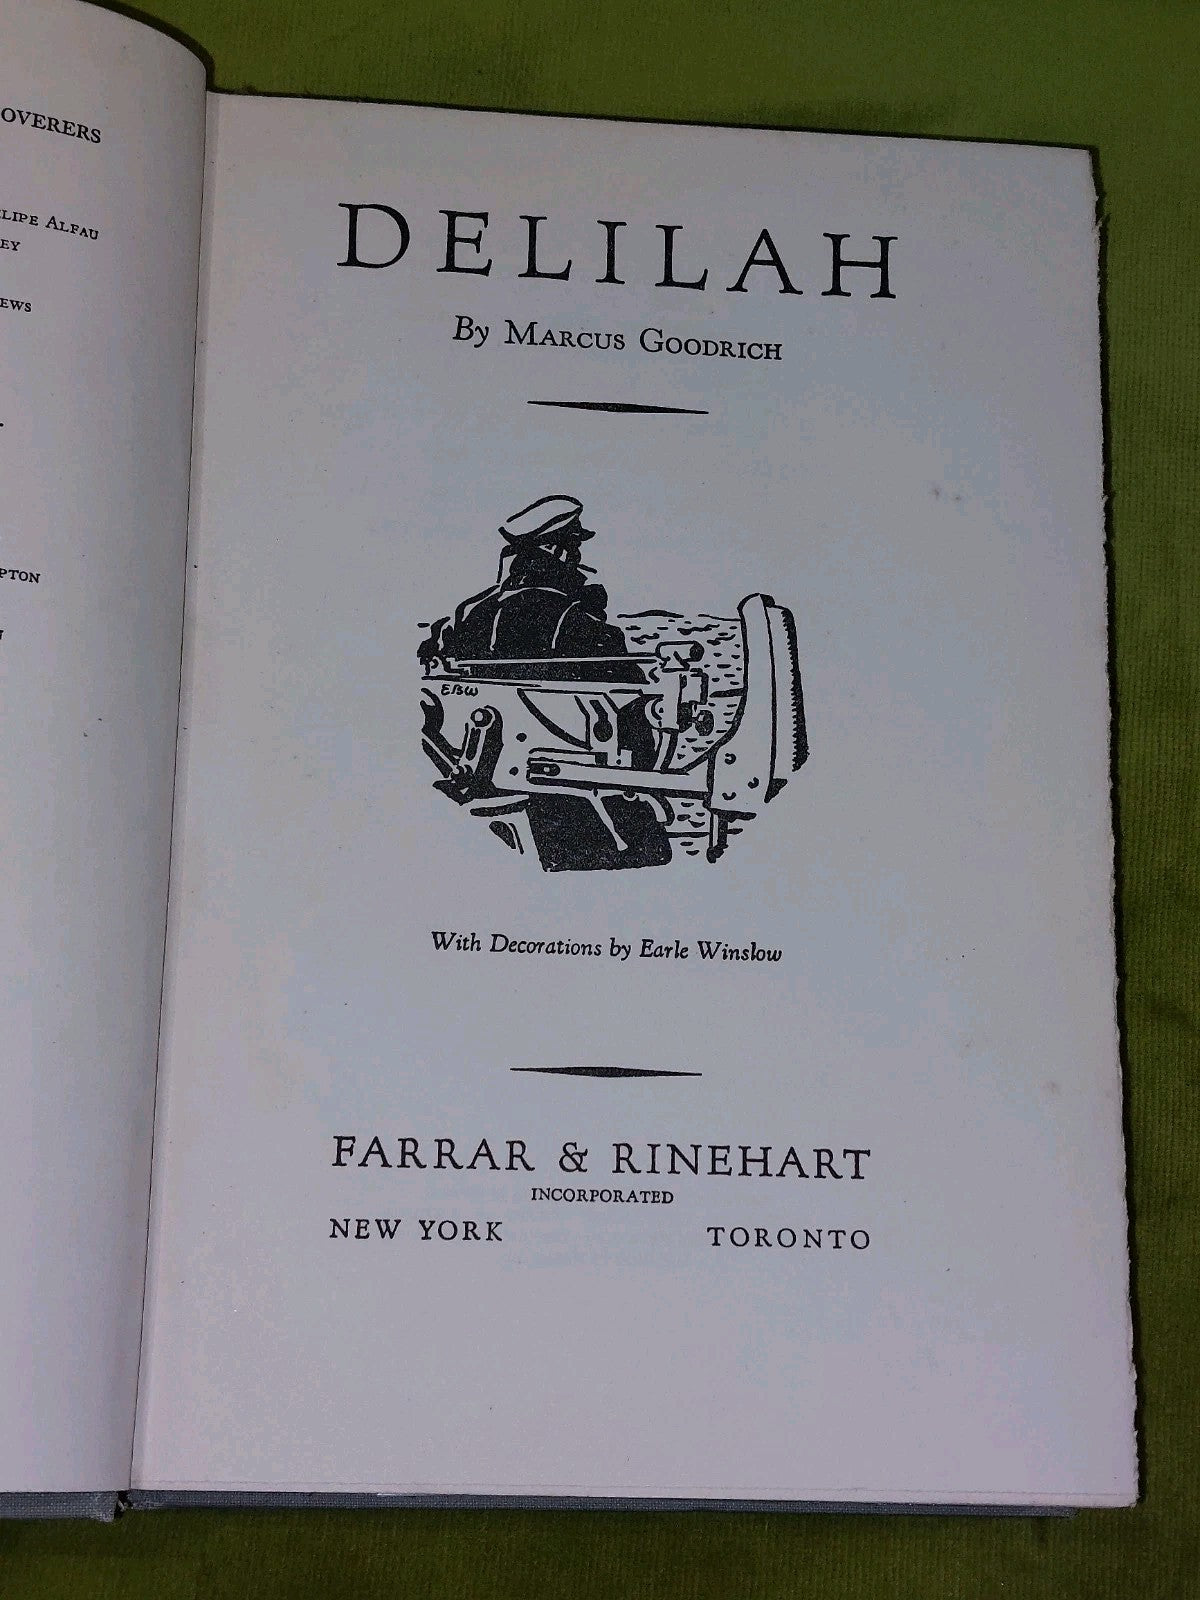 OVERERS
LIPE ALFAU
EY
EWS
PTON
DELILAH
By MARCUS GOODRICH
EBW
With Decorations by Earle Winslow
FARRAR & RINEHART
INCORPORATED
NEW YORK TORONTO